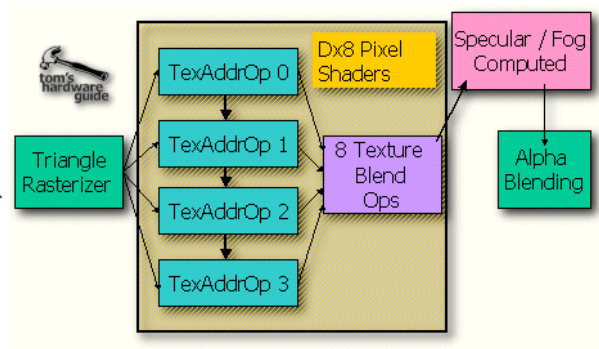 tom's
hardware
guide
Triangle
Rasterizer
TexAddrOp 0
TexAddrOp 1
TexAddrOp 2
TexAddrOp 3
Dx8 Pixel
Shaders
8 Texture
Blend
Ops
Specular / Fog
Computed
Alpha
Blending